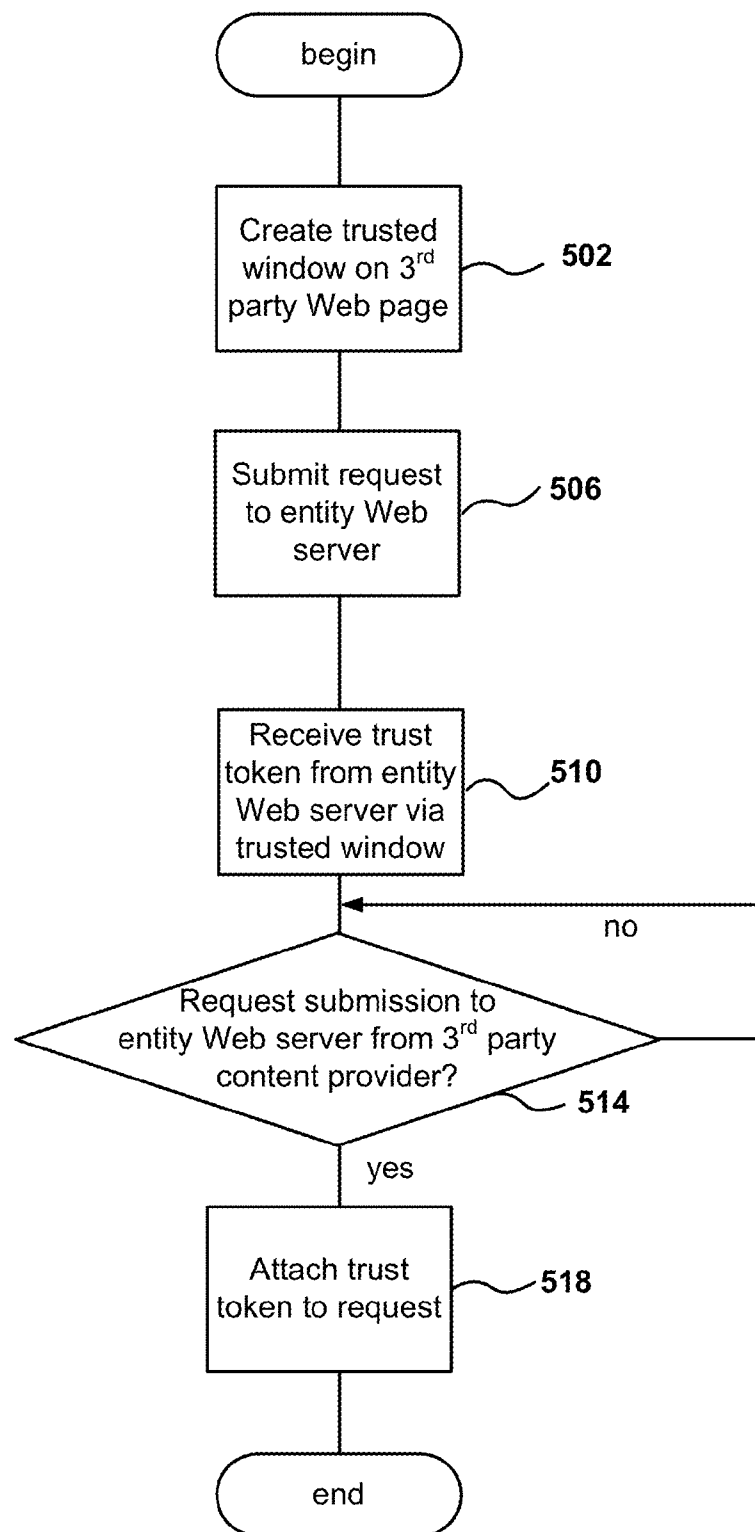 begin
Create trusted
window on 3rd
party Web page
502
Submit request
to entity Web
server
506
Receive trust
token from entity
Web server via
trusted window
510
no
Request submission to
entity Web server from 3rd party
content provider?
514
yes
Attach trust
token to request
518
end